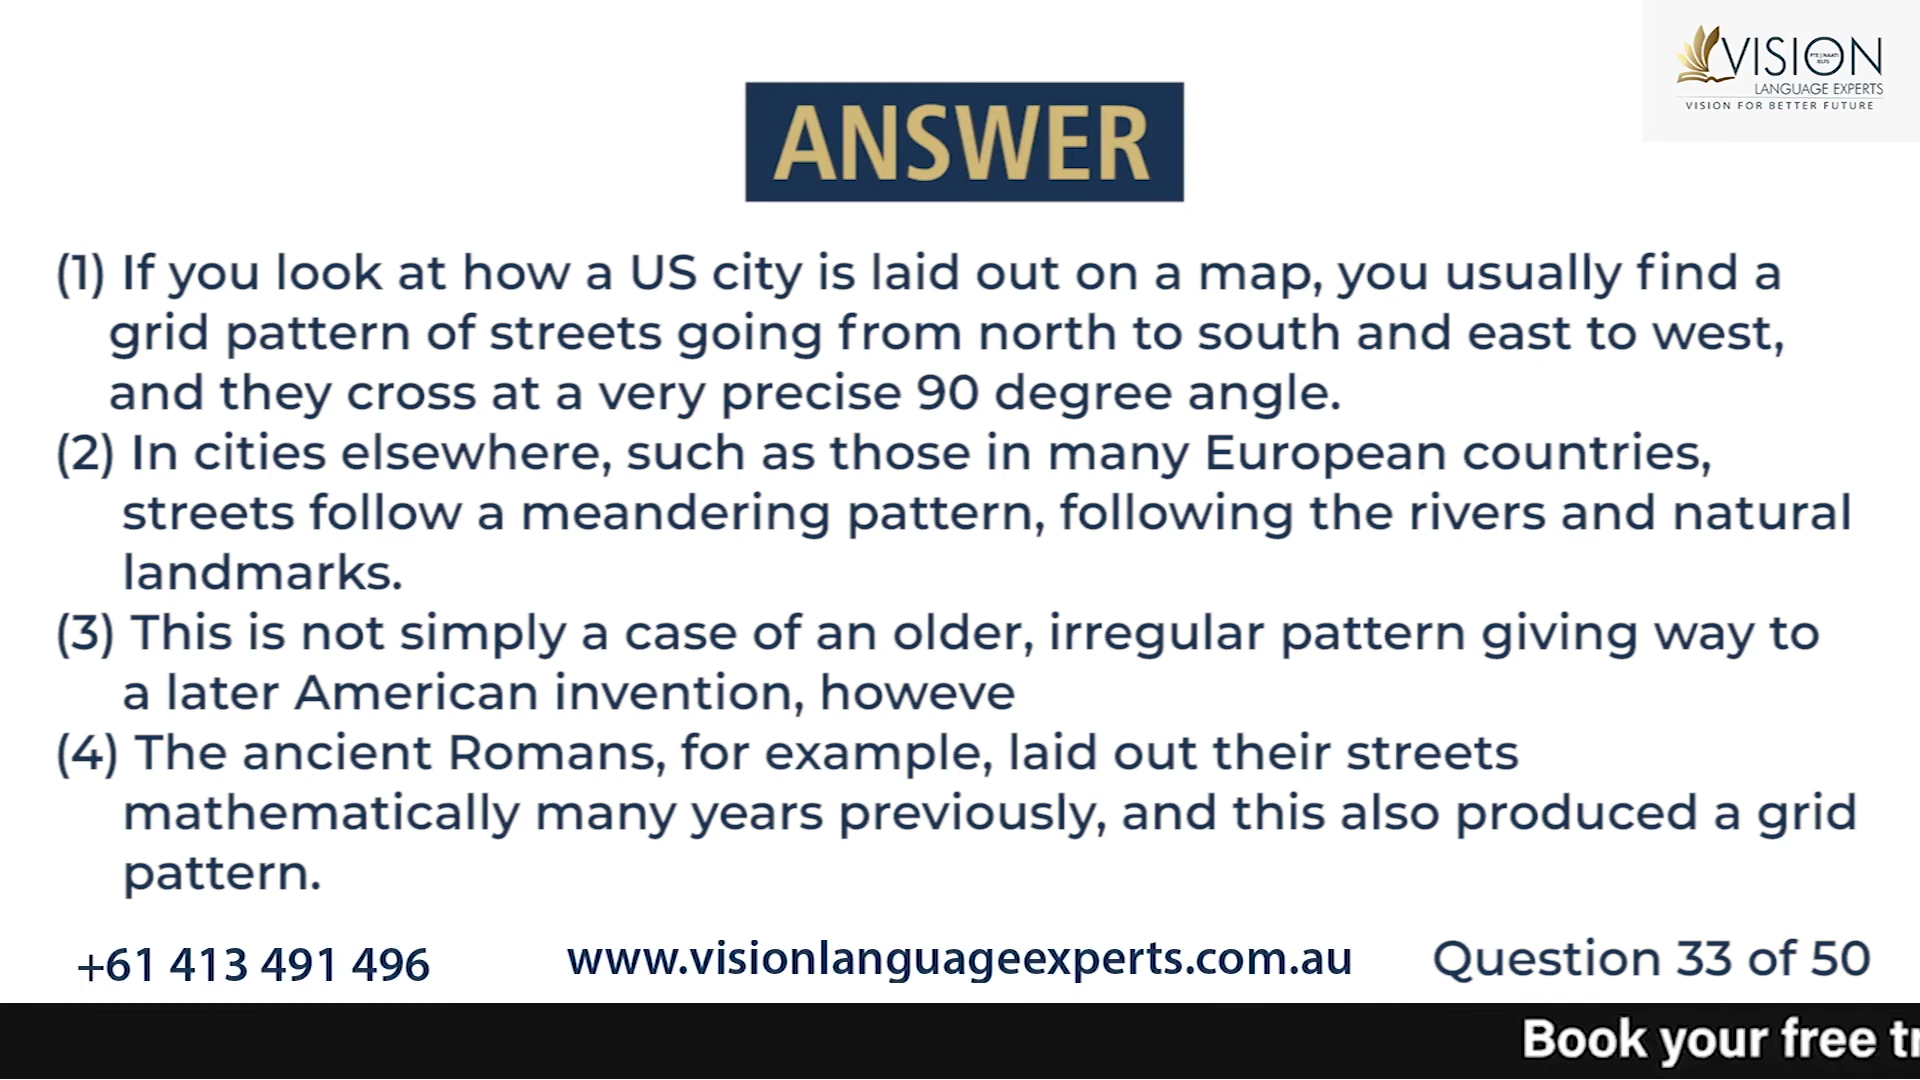 VISION
LANGUAGE EXPERTS
VISION FOR BETTER FUTURE
ANSWER
(1) If you look at how a US city is laid out on a map, you usually find a
grid pattern of streets going from north to south and east to west,
and they cross at a very precise 90 degree angle.
(2) In cities elsewhere, such as those in many European countries,
streets follow a meandering pattern, following the rivers and natural
landmarks.
(3) This is not simply a case of an older, irregular pattern giving way to
a later American invention, howeve
(4) The ancient Romans, for example, laid out their streets
mathematically many years previously, and this also produced a grid
pattern.
+61 413 491 496
www.visionlanguageexperts.com.au
Question 33 of 50
Book your free tr